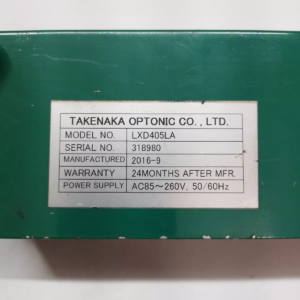 TAKENAKA OPTONIC CO., LTD.
MODEL NO. LXD405LA
SERIAL NO. 318980
MANUFACTURED 2016-9
WARRANTY 24MONTHS AFTER MFR.
POWER SUPPLY AC85～260V, 50/60Hz